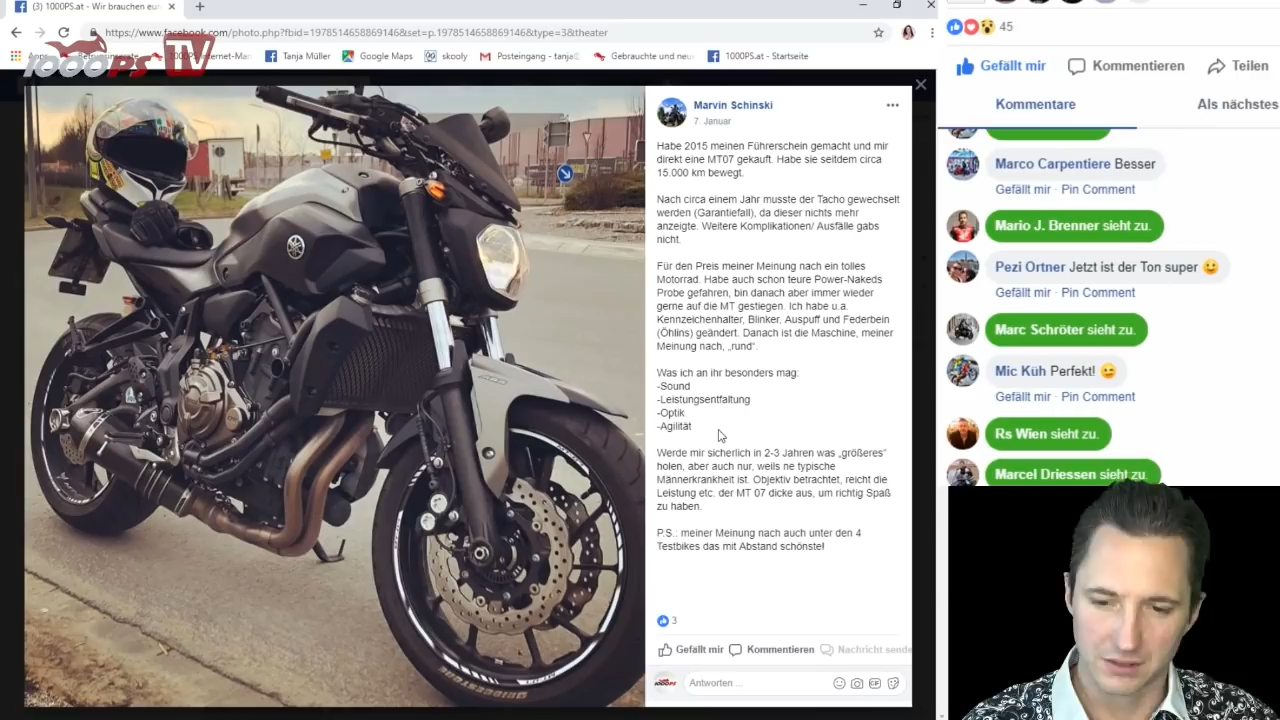 (3) 1000PS.at - Wir brauchen eur
https://www.facebook.com/photo.php?fbid=1978514658869146&set=p.1978514658869146&type=3&theater
Apps
1000PS Internet-Mar
Tanja Müller
Google Maps
skooly
Posteingang - tanja@
Gebrauchte und neue
1000PS.at - Startseite
1000PS TV
Marvin Schinski
7. Januar
Habe 2015 meinen Führerschein gemacht und mir
direkt eine MT07 gekauft. Habe sie seitdem circa
15.000 km bewegt.
Nach circa einem Jahr musste der Tacho gewechselt
werden (Garantiefall), da dieser nichts mehr
anzeigte. Weitere Komplikationen/ Ausfälle gabs
nicht.
Für den Preis meiner Meinung nach ein tolles
Motorrad. Habe auch schon teure Power-Nakeds
Probe gefahren, bin danach aber immer wieder
gerne auf die MT gestiegen. Ich habe u.a.
Kennzeichenhalter, Blinker, Auspuff und Federbein
(Öhlins) geändert. Danach ist die Maschine, meiner
Meinung nach, „rund“.
Was ich an ihr besonders mag:
-Sound
-Leistungsentfaltung
-Optik
-Agilität
Werde mir sicherlich in 2-3 Jahren was „größeres“
holen, aber auch nur, weils ne typische
Männerkrankheit ist. Objektiv betrachtet, reicht die
Leistung etc. der MT 07 dicke aus, um richtig Spaß
zu haben.
P.S.: meiner Meinung nach auch unter den 4
Testbikes das mit Abstand schönste!
3
Gefällt mir
Kommentieren
Nachricht sende
1000PS
Antworten ...
GIF
45
Gefällt mir
Kommentieren
Teilen
Kommentare
Als nächstes
Marco Carpentiere Besser
Gefällt mir · Pin Comment
Mario J. Brenner sieht zu.
Pezi Ortner Jetzt ist der Ton super
Gefällt mir · Pin Comment
Marc Schröter sieht zu.
Mic Küh Perfekt!
Gefällt mir · Pin Comment
Rs Wien sieht zu.
Marcel Driessen sieht zu.